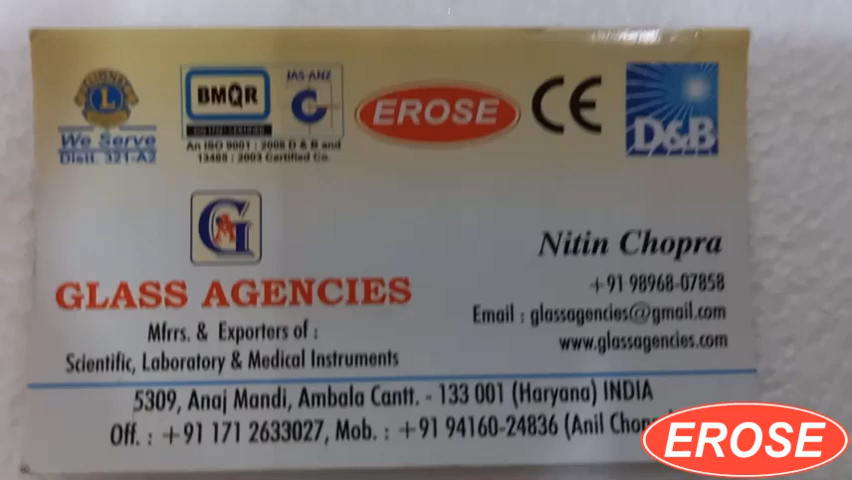 LIONS
L
We Serve
Distt. 321-A2
BMQR
JAS-ANZ
An ISO 9001 : 2008 D & B and
13485 : 2003 Certified Co.
EROSE
CE
D&B
GA
GLASS AGENCIES
Mfrrs. & Exporters of :
Scientific, Laboratory & Medical Instruments
Nitin Chopra
+91 98968-07858
Email : glassagencies@gmail.com
www.glassagencies.com
5309, Anaj Mandi, Ambala Cantt. - 133 001 (Haryana) INDIA
Off. : +91 171 2633027, Mob. : +91 94160-24836 (Anil
EROSE